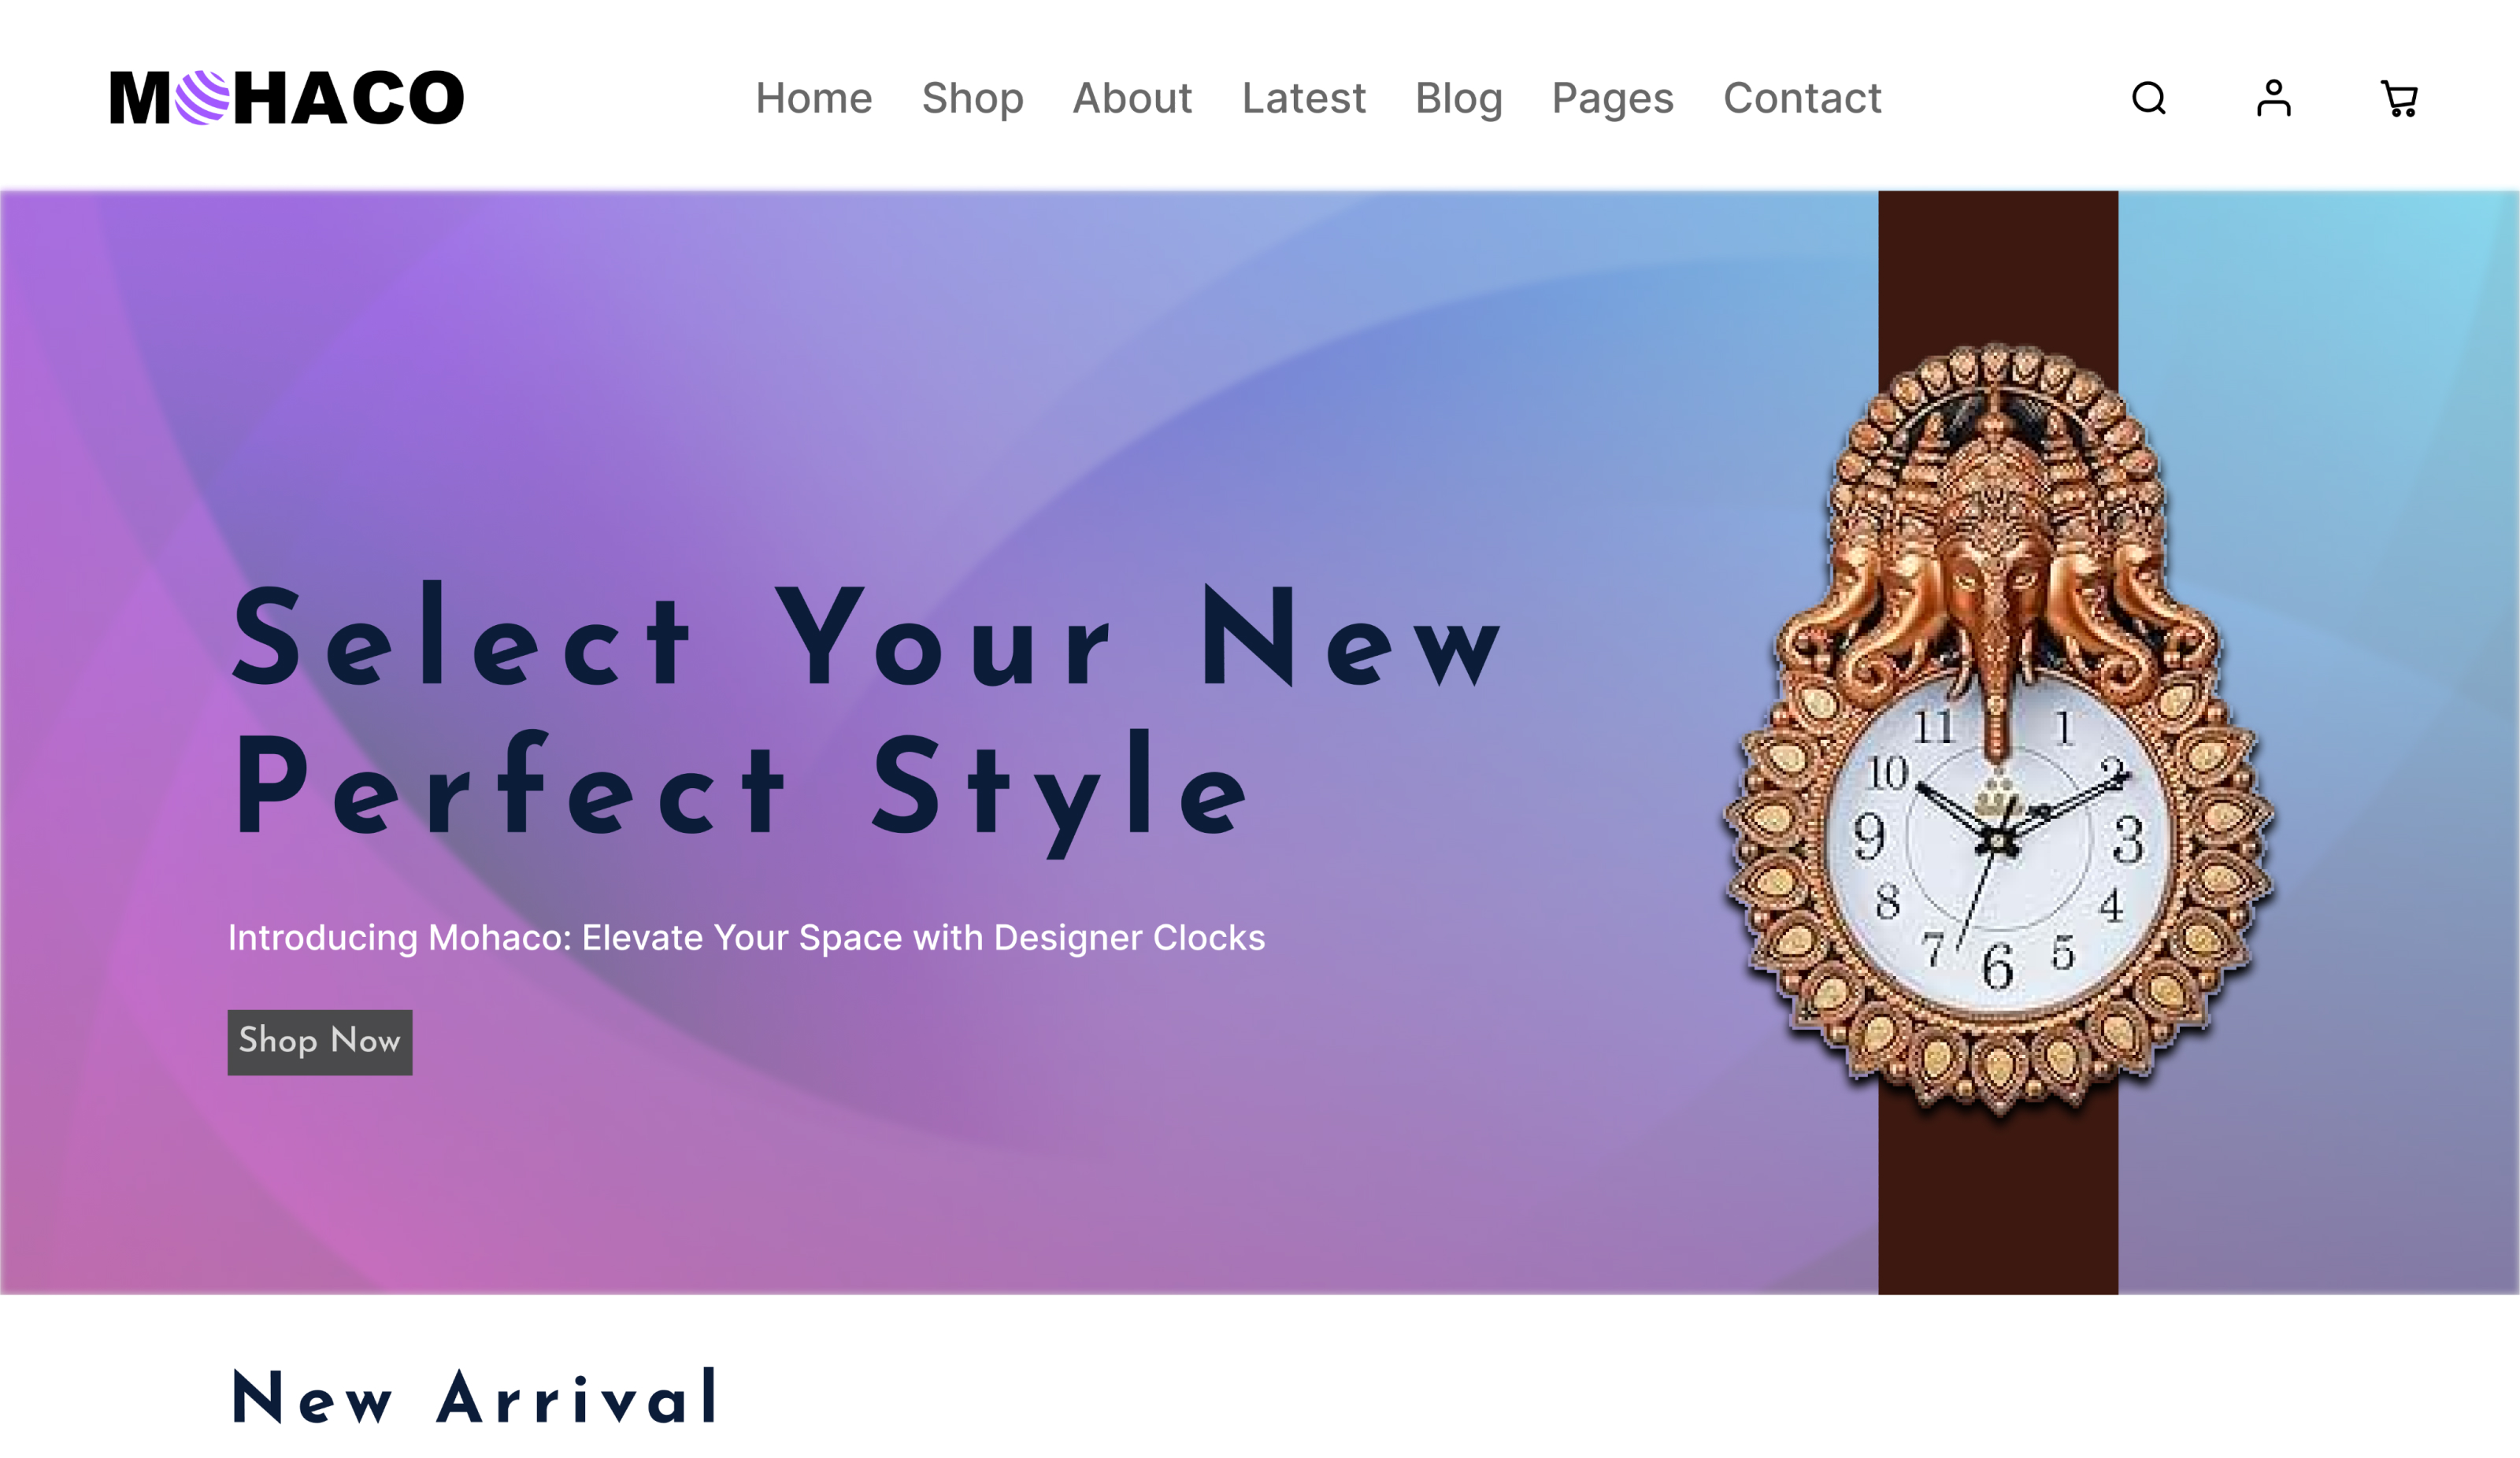 MOHACO
Home Shop About Latest Blog Pages Contact
Select Your New
Perfect Style
Introducing Mohaco: Elevate Your Space with Designer Clocks
Shop Now
11 1
10 2
9 3
8 4
7 6 5
New Arrival